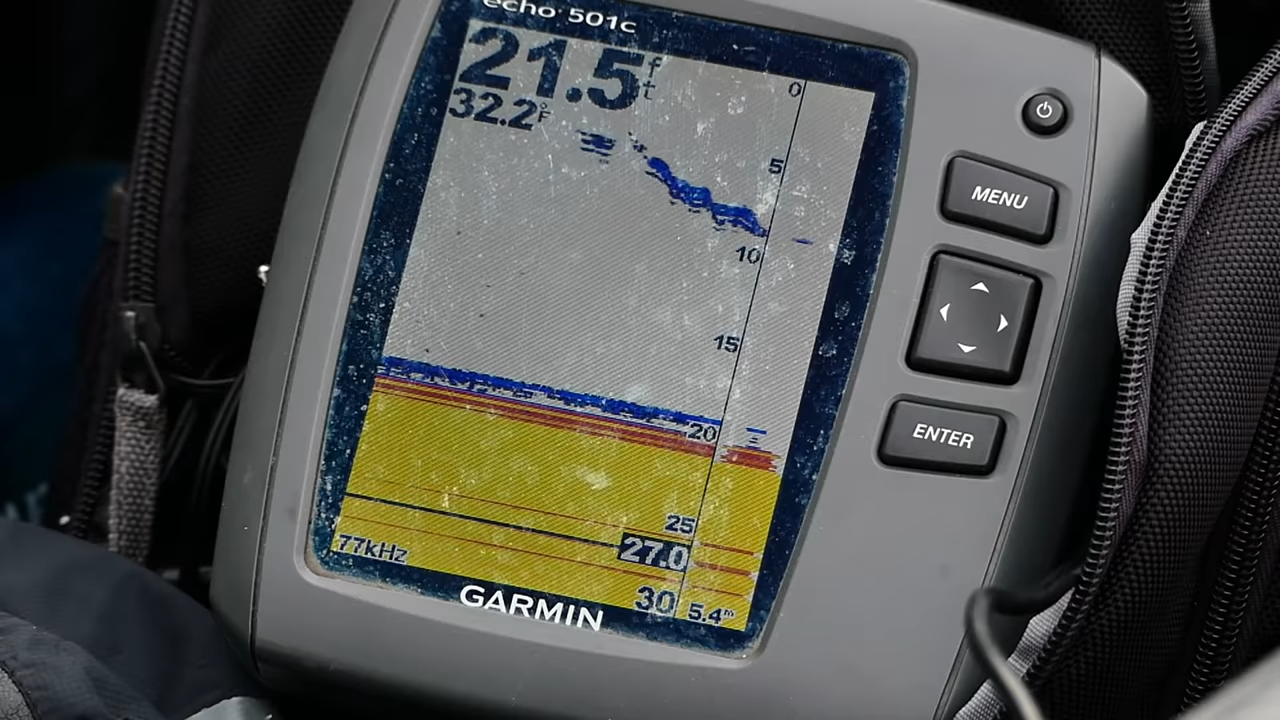 echo 501c
21.5 ft
32.2°F
0
5
10
15
20
25
27.0
30
5.4m
77kHz
GARMIN
MENU
ENTER